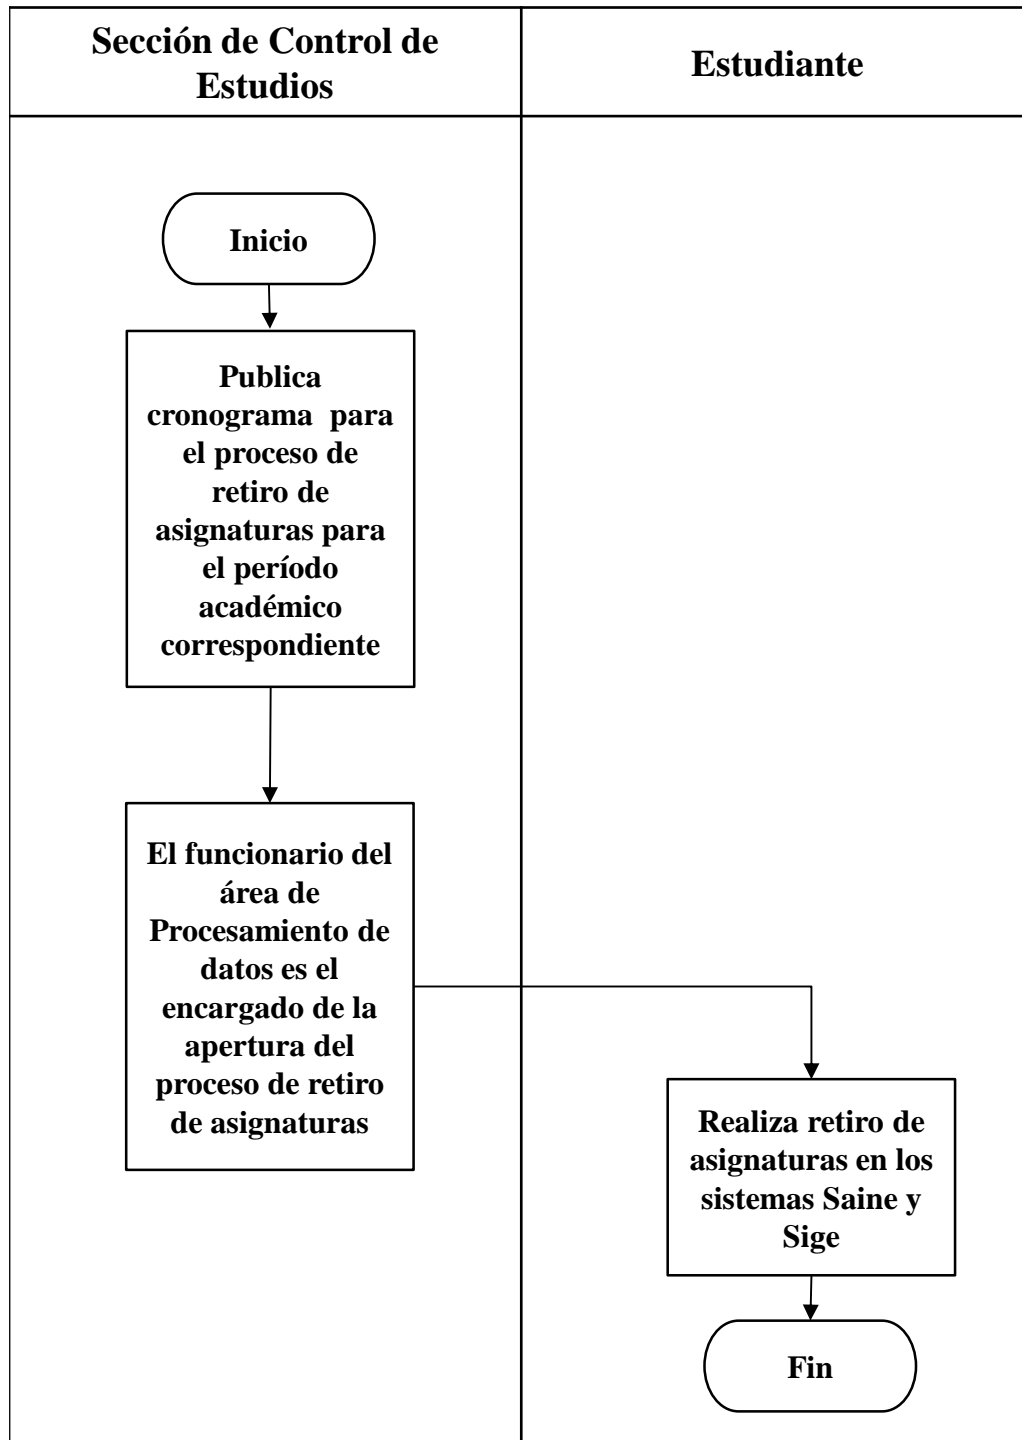 Sección de Control de
Estudios
Estudiante
Inicio
Publica
cronograma para
el proceso de
retiro de
asignaturas para
el período
académico
correspondiente
El funcionario del
área de
Procesamiento de
datos es el
encargado de la
apertura del
proceso de retiro
de asignaturas
Realiza retiro de
asignaturas en los
sistemas Saine y
Sige
Fin